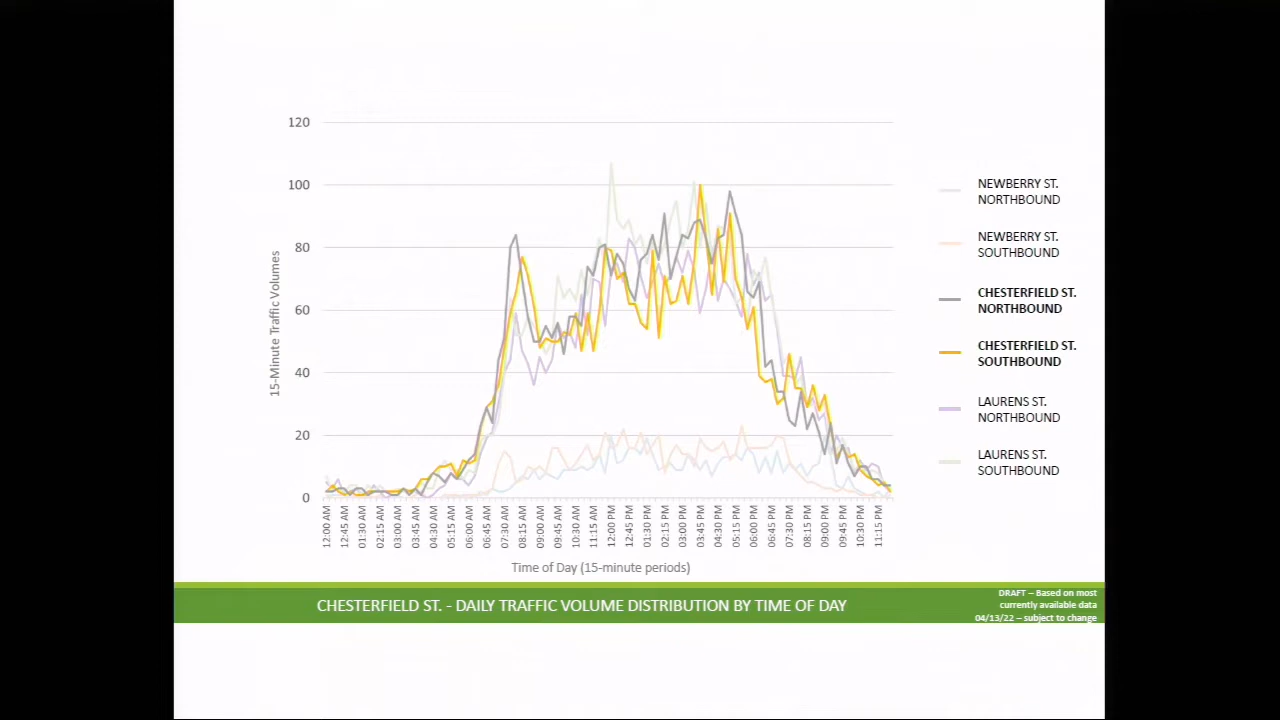 120
100
80
60
40
20
0
15-Minute Traffic Volumes
12:00 AM
12:45 AM
01:30 AM
02:15 AM
03:00 AM
03:45 AM
04:30 AM
05:15 AM
06:00 AM
06:45 AM
07:30 AM
08:15 AM
09:00 AM
09:45 AM
10:30 AM
11:15 AM
12:00 PM
12:45 PM
01:30 PM
02:15 PM
03:00 PM
03:45 PM
04:30 PM
05:15 PM
06:00 PM
06:45 PM
07:30 PM
08:15 PM
09:00 PM
09:45 PM
10:30 PM
11:15 PM
Time of Day (15-minute periods)
NEWBERRY ST.
NORTHBOUND
NEWBERRY ST.
SOUTHBOUND
CHESTERFIELD ST.
NORTHBOUND
CHESTERFIELD ST.
SOUTHBOUND
LAURENS ST.
NORTHBOUND
LAURENS ST.
SOUTHBOUND
CHESTERFIELD ST. - DAILY TRAFFIC VOLUME DISTRIBUTION BY TIME OF DAY
DRAFT – Based on most
currently available data
04/13/22 – subject to change